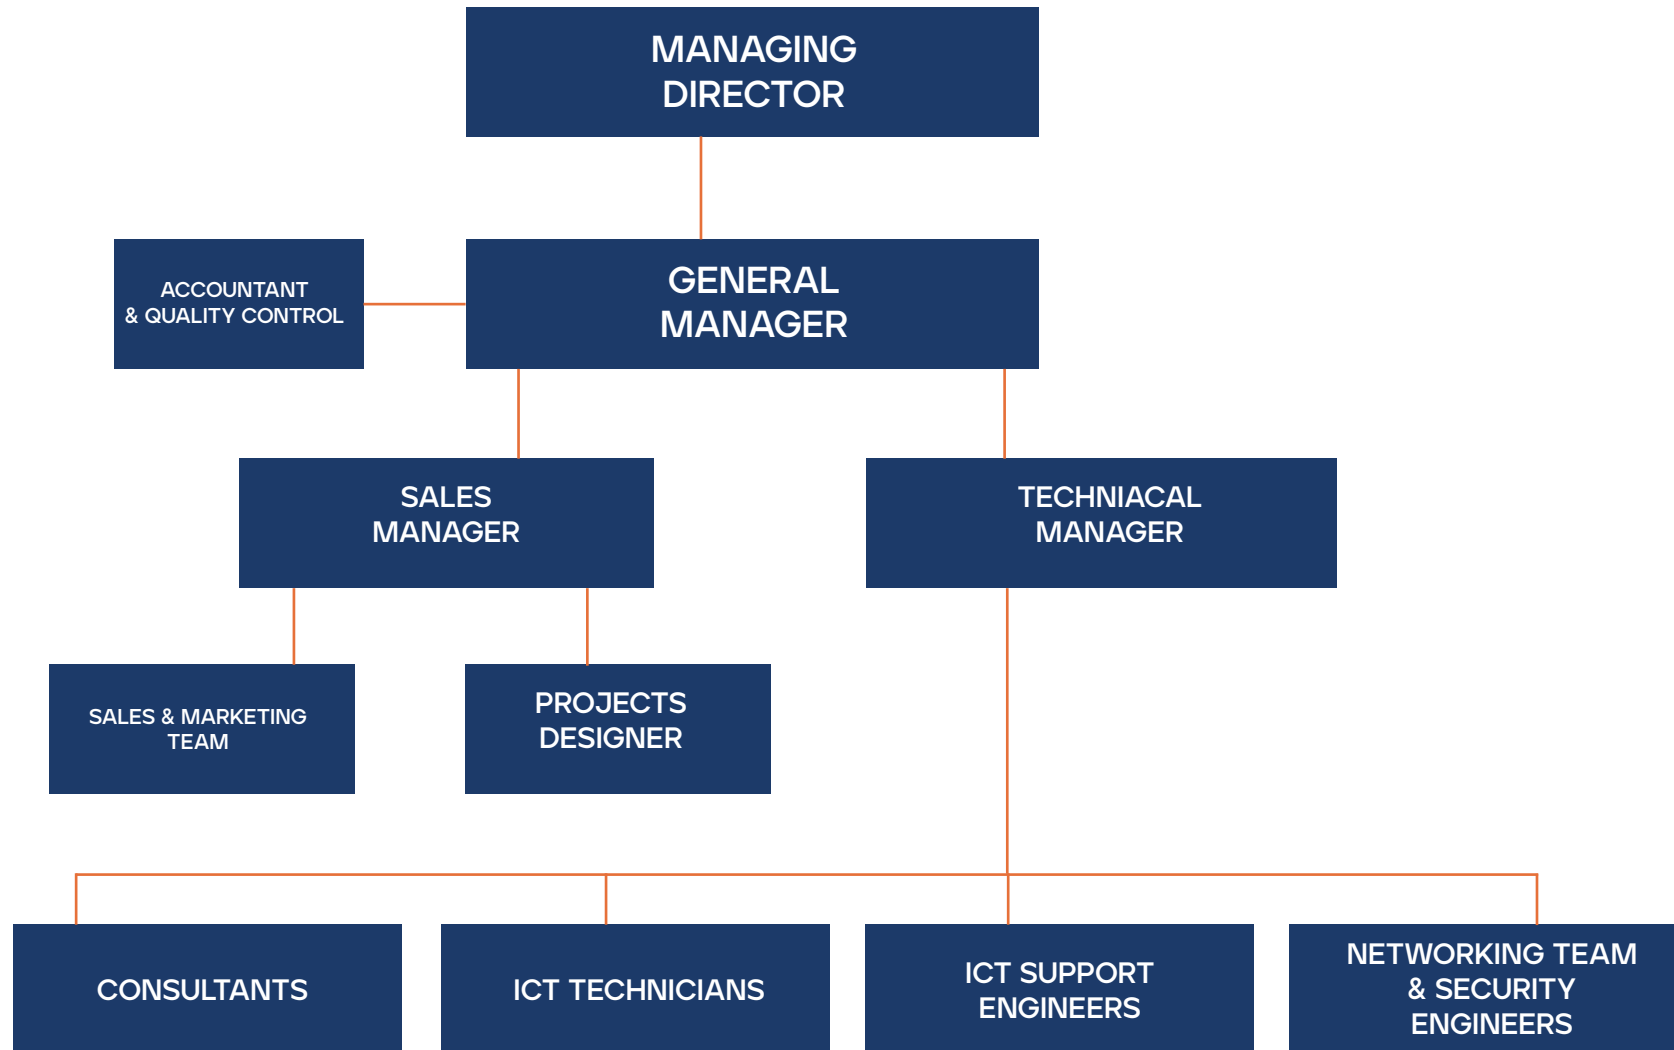 MANAGING
DIRECTOR
ACCOUNTANT
& QUALITY CONTROL
GENERAL
MANAGER
SALES
MANAGER
TECHNIACAL
MANAGER
SALES & MARKETING
TEAM
PROJECTS
DESIGNER
CONSULTANTS
ICT TECHNICIANS
ICT SUPPORT
ENGINEERS
NETWORKING TEAM
& SECURITY
ENGINEERS